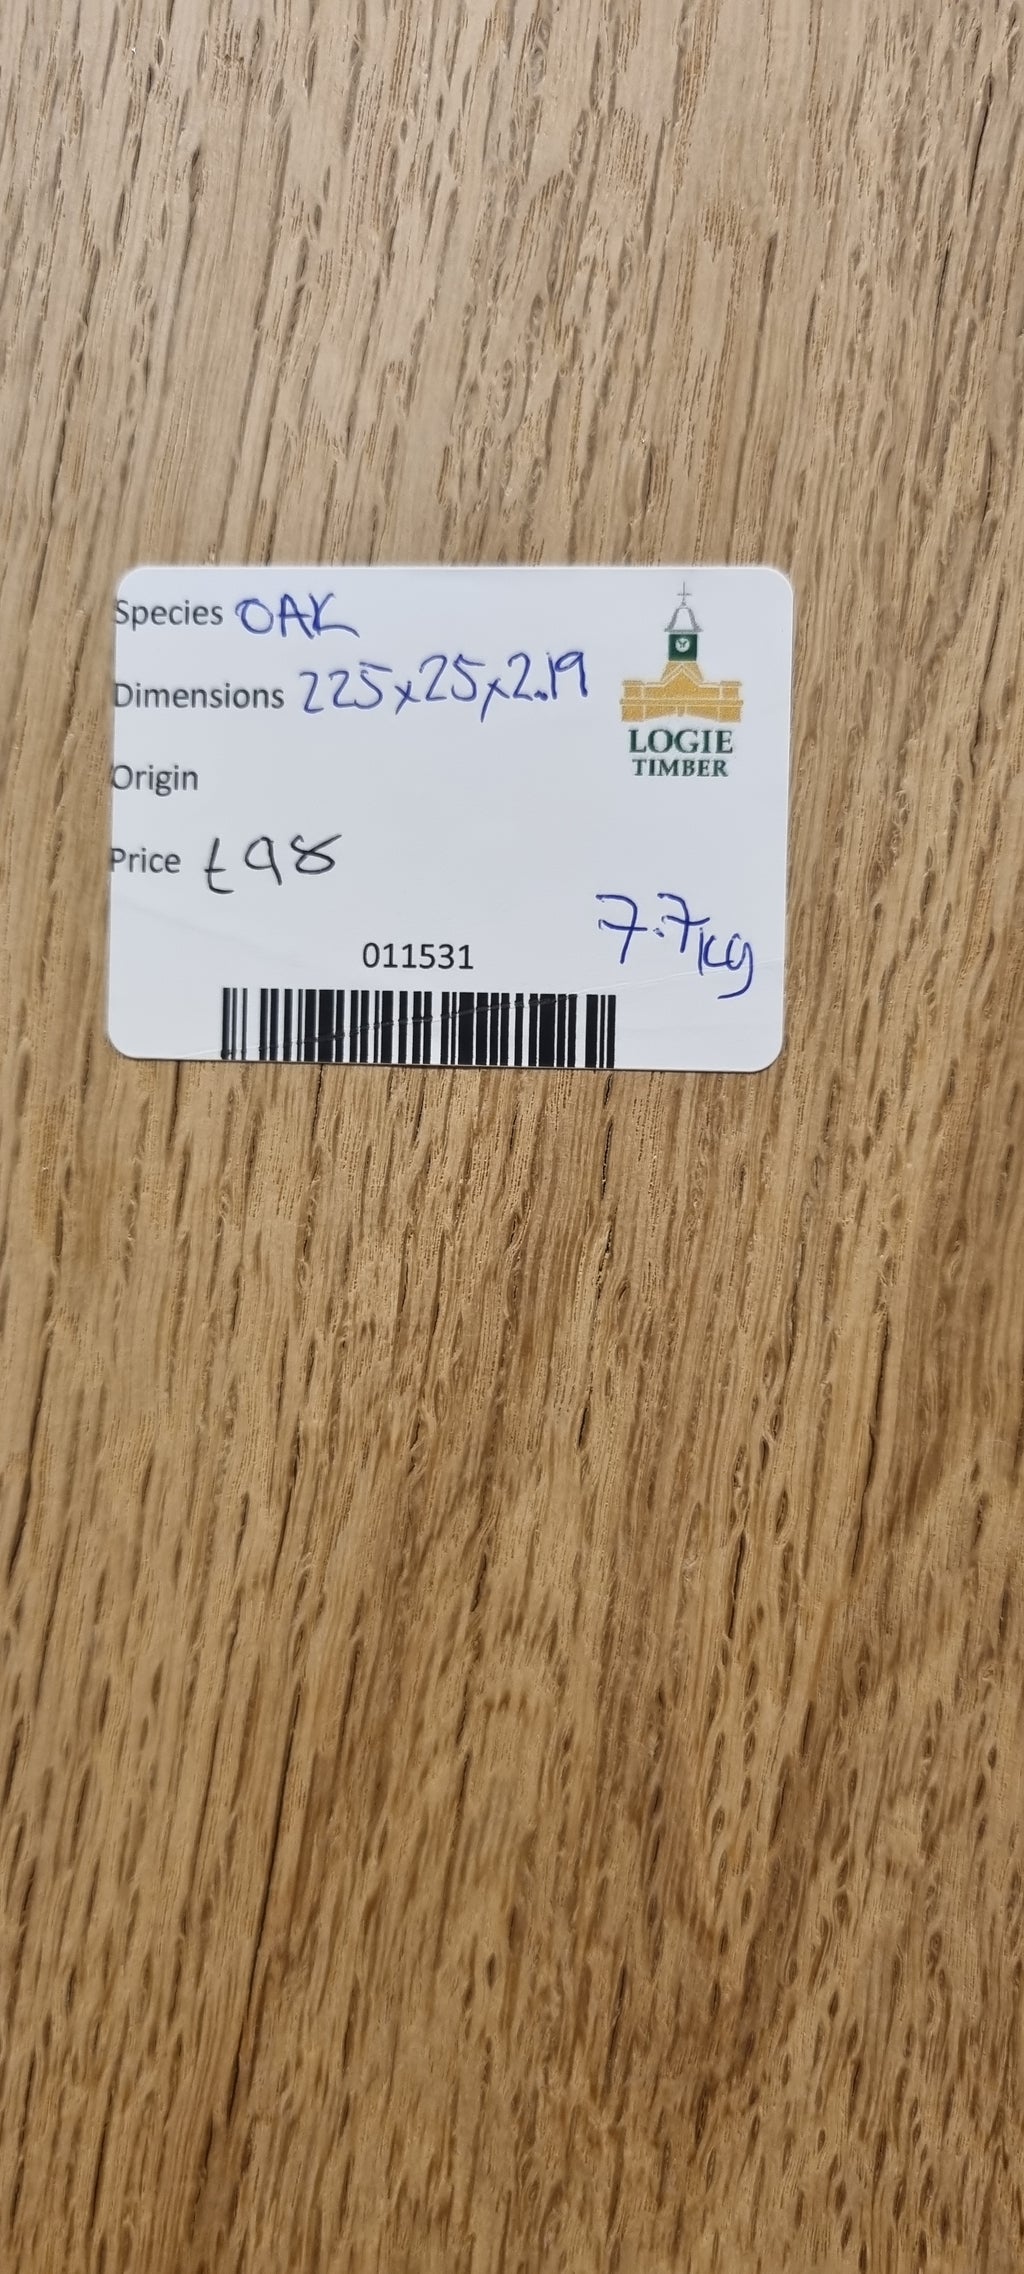 Species OAK
Dimensions 225x25x2.19
LOGIE
TIMBER
Origin
Price £98
7.7kg
011531